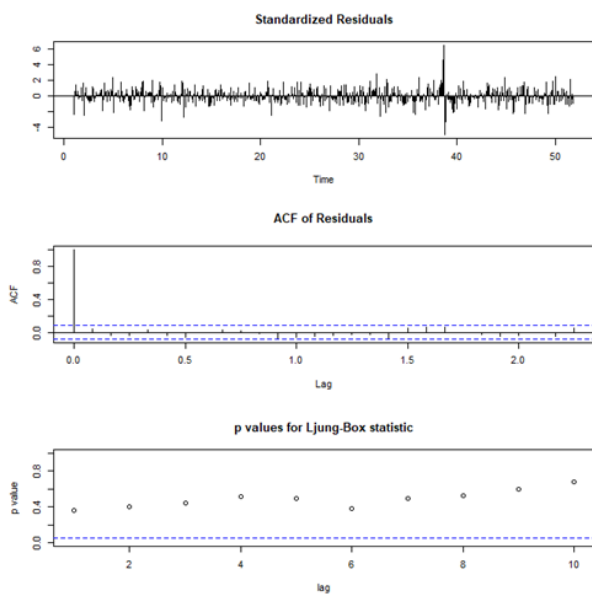 Standardized Residuals
6
4
2
0
-4
0 10 20 30 40 50
Time
ACF of Residuals
ACF
0.8
0.4
0.0
0.0 0.5 1.0 1.5 2.0
Lag
p values for Ljung-Box statistic
p value
0.8
0.4
0.0
2 4 6 8 10
lag